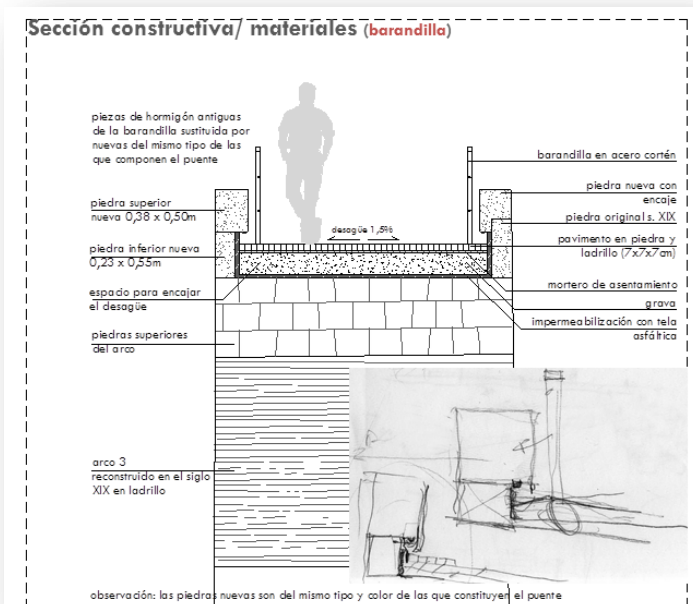 Sección constructiva/ materiales (barandilla)
piezas de hormigón antiguas
de la barandilla sustituida por
nuevas del mismo tipo de las
que componen el puente
piedra superior
nueva 0,38 x 0,50m
piedra inferior nueva
0,23 x 0,55m
espacio para encajar
el desagüe
piedras superiores
del arco
arco 3
reconstruido en el siglo
XIX en ladrillo
desagüe 1,5%
barandilla en acero cortén
piedra nueva con
encaje
piedra original s. XIX
pavimento en piedra y
ladrillo (7x7x7cm)
mortero de asentamiento
grava
impermeabilización con tela
asfáltica
observación: las piedras nuevas son del mismo tipo y color de las que constituyen el puente